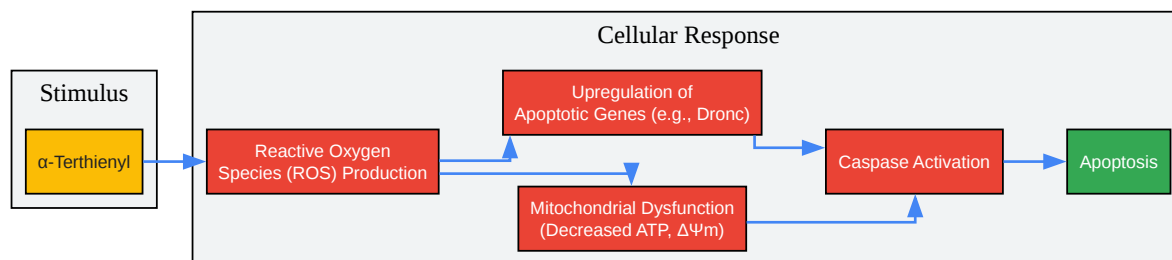 Cellular Response
Stimulus
α-Terthienyl
Reactive Oxygen
Species (ROS) Production
Upregulation of
Apoptotic Genes (e.g., Dronc)
Mitochondrial Dysfunction
(Decreased ATP, ΔΨm)
Caspase Activation
Apoptosis